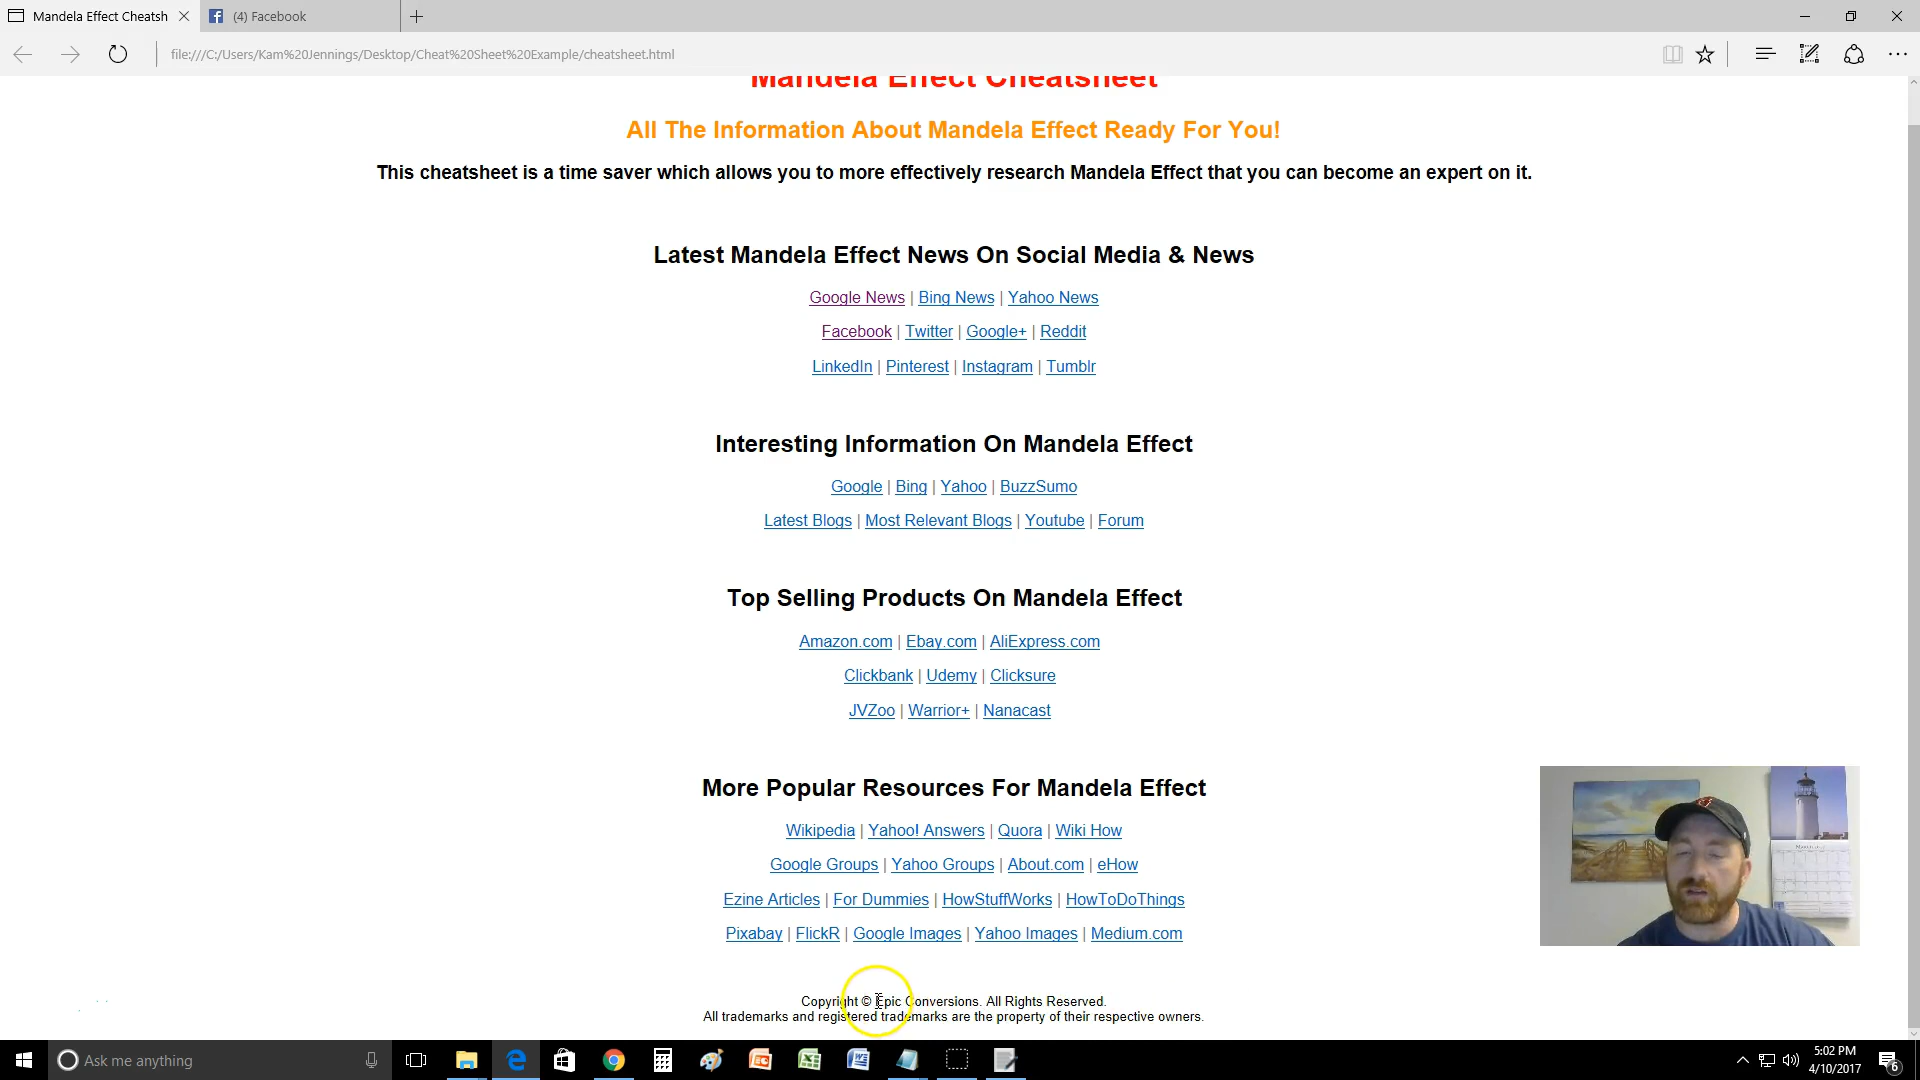 Mandela Effect Cheatsh
(4) Facebook
file:///C:/Users/Kam%20Jennings/Desktop/Cheat%20Sheet%20Example/cheatsheet.html
Mandela Effect Cheatsheet
All The Information About Mandela Effect Ready For You!
This cheatsheet is a time saver which allows you to more effectively research Mandela Effect that you can become an expert on it.
Latest Mandela Effect News On Social Media & News
Google News | Bing News | Yahoo News
Facebook | Twitter | Google+ | Reddit
LinkedIn | Pinterest | Instagram | Tumblr
Interesting Information On Mandela Effect
Google | Bing | Yahoo | BuzzSumo
Latest Blogs | Most Relevant Blogs | Youtube | Forum
Top Selling Products On Mandela Effect
Amazon.com | Ebay.com | AliExpress.com
Clickbank | Udemy | Clicksure
JVZoo | Warrior+ | Nanacast
More Popular Resources For Mandela Effect
Wikipedia | Yahoo! Answers | Quora | Wiki How
Google Groups | Yahoo Groups | About.com | eHow
Ezine Articles | For Dummies | HowStuffWorks | HowToDoThings
Pixabay | FlickR | Google Images | Yahoo Images | Medium.com
Copyright © Epic Conversions. All Rights Reserved.
All trademarks and registered trademarks are the property of their respective owners.
Ask me anything
5:02 PM
4/10/2017
6